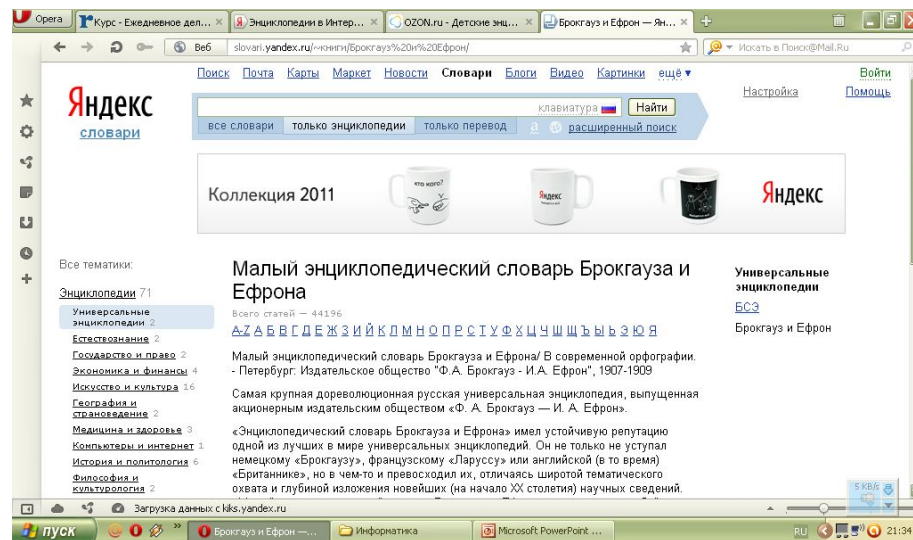 Opera
Курс - Ежедневное дел...
Энциклопедии в Интер...
OZON.ru - Детские энц...
Брокгауз и Ефрон — Ян...
Веб
slovari.yandex.ru/~книги/Брокгауз%20и%20Ефрон/
Искать в Поиск@Mail.Ru
Поиск Почта Карты Маркет Новости Словари Блоги Видео Картинки ещё
Войти
Настройка
Помощь
Яндекс
словари
клавиатура
Найти
все словари
только энциклопедии
только перевод
расширенный поиск
Коллекция 2011
кто кого?
Яндекс
Яндекс
Все тематики:
Энциклопедии 71
Универсальные
энциклопедии 2
Естествознание 2
Государство и право 2
Экономика и финансы 4
Искусство и культура 16
География и
страноведение 2
Медицина и здоровье 3
Компьютеры и интернет 1
История и политология 6
Философия и
культурология 2
Малый энциклопедический словарь Брокгауза и
Ефрона
Всего статей — 44196
A-Z А Б В Г Д Е Ж З И Й К Л М Н О П Р С Т У Ф Х Ц Ч Ш Щ Ъ Ы Ь Э Ю Я
Малый энциклопедический словарь Брокгауза и Ефрона/ В современной орфографии.
- Петербург: Издательское общество "Ф.А. Брокгауз - И.А. Ефрон", 1907-1909
Самая крупная дореволюционная русская универсальная энциклопедия, выпущенная
акционерным издательским обществом «Ф. А. Брокгауз — И. А. Ефрон».
«Энциклопедический словарь Брокгауза и Ефрона» имел устойчивую репутацию
одной из лучших в мире универсальных энциклопедий. Он не только не уступал
немецкому «Брокгаузу», французскому «Ларуссу» или английской (в то время)
«Британнике», но в чем-то и превосходил их, отличаясь широтой тематического
охвата и глубиной изложения новейших (на начало XX столетия) научных сведений.
Универсальные
энциклопедии
БСЭ
Брокгауз и Ефрон
5 KB/s
Загрузка данных с kiks.yandex.ru
пуск
Брокгауз и Ефрон —...
Информатика
Microsoft PowerPoint ...
RU
21:34